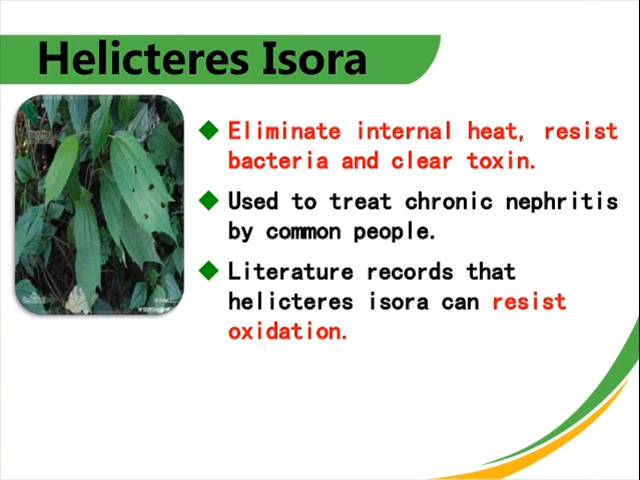 Helicteres Isora
Eliminate internal heat, resist
bacteria and clear toxin.
Used to treat chronic nephritis
by common people.
Literature records that
helicteres isora can resist
oxidation.